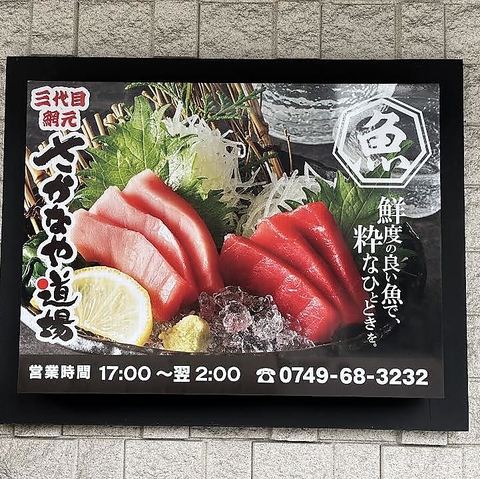 三代目
網元
さかなや道場
魚
鮮度の良い魚で、
粋なひとときを。
営業時間 17:00 ～翌 2:00 ☎0749-68-3232